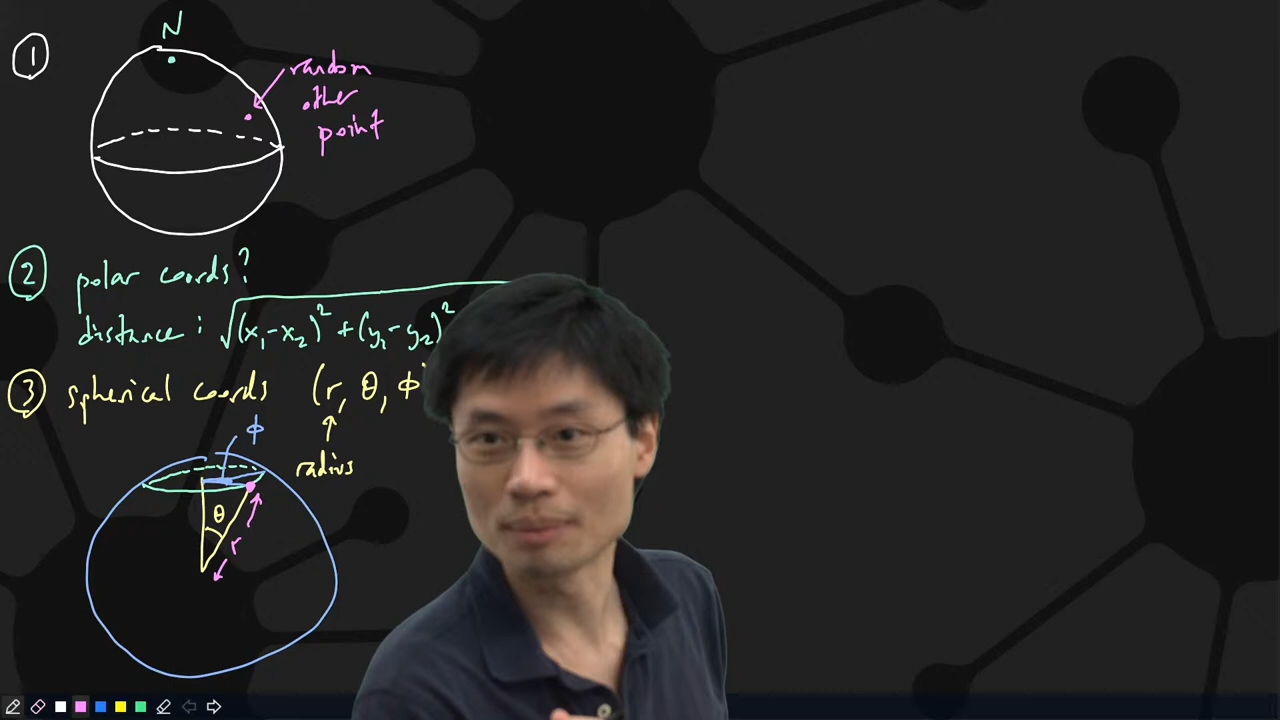 ①
N
random
other
point
② polar coords?
distance: √(x₁-x₂)² + (y₁-y₂)²
③ spherical coords (r, θ, ϕ
radius
ϕ
θ
r